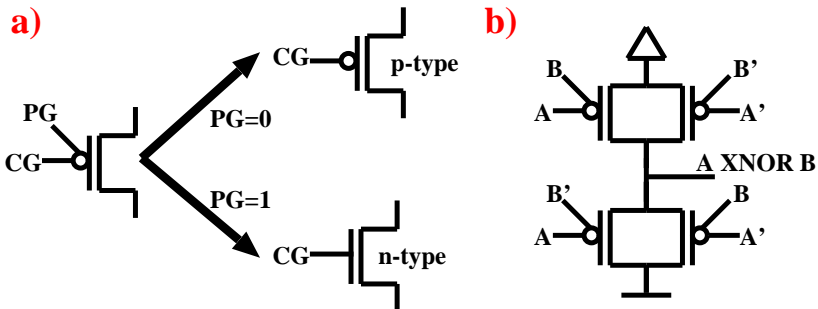 a)
CG
p-type
PG
PG=0
CG
PG=1
CG
n-type
b)
B
B’
A
A’
A XNOR B
B’
B
A
A’